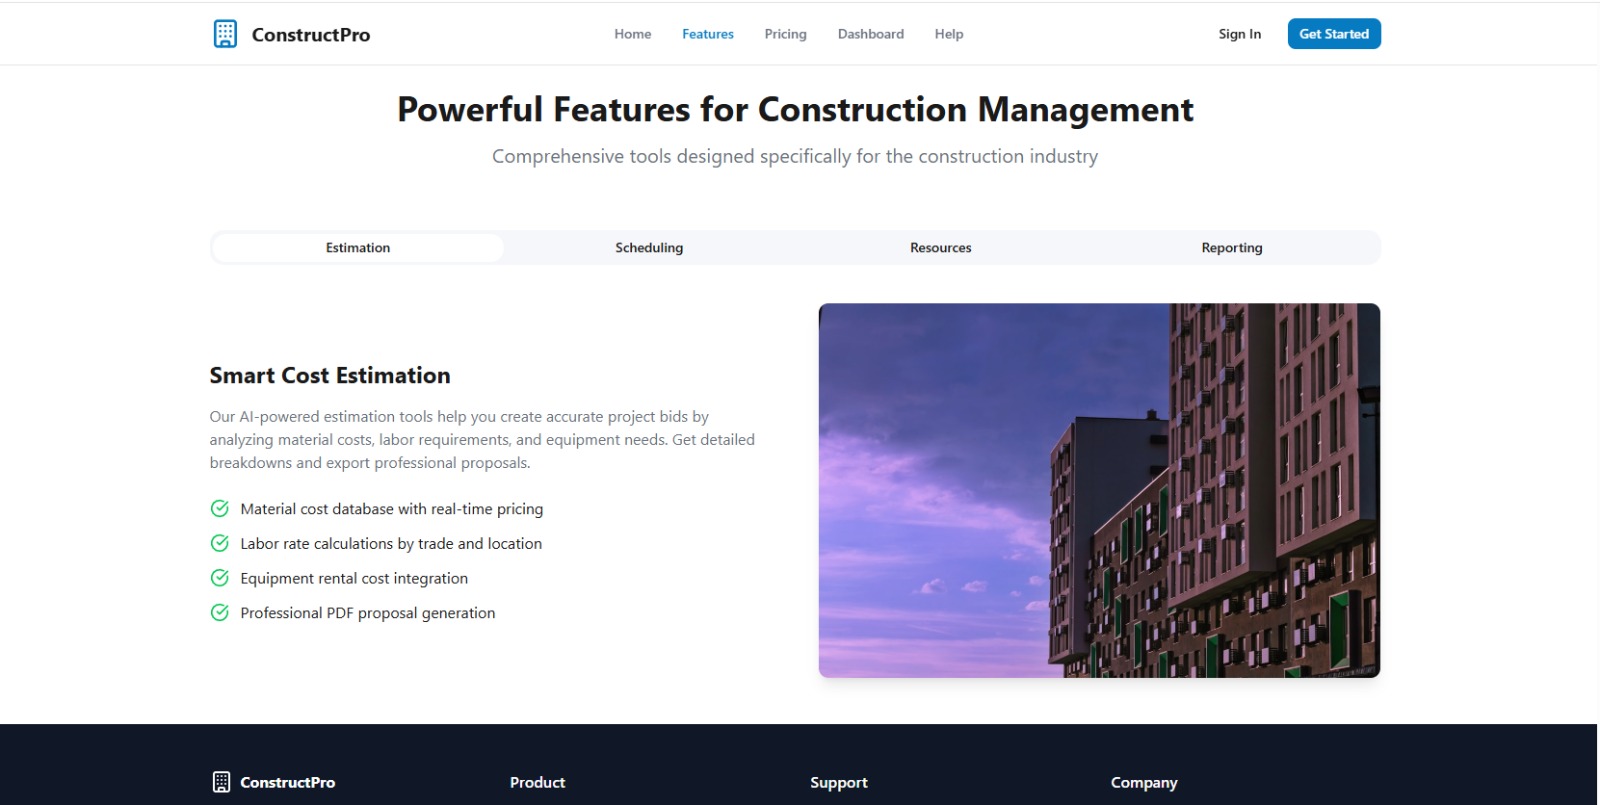 ConstructPro
Home
Features
Pricing
Dashboard
Help
Sign In
Get Started
Powerful Features for Construction Management
Comprehensive tools designed specifically for the construction industry
Estimation
Scheduling
Resources
Reporting
Smart Cost Estimation
Our AI-powered estimation tools help you create accurate project bids by
analyzing material costs, labor requirements, and equipment needs. Get detailed
breakdowns and export professional proposals.
Material cost database with real-time pricing
Labor rate calculations by trade and location
Equipment rental cost integration
Professional PDF proposal generation
ConstructPro
Product
Support
Company